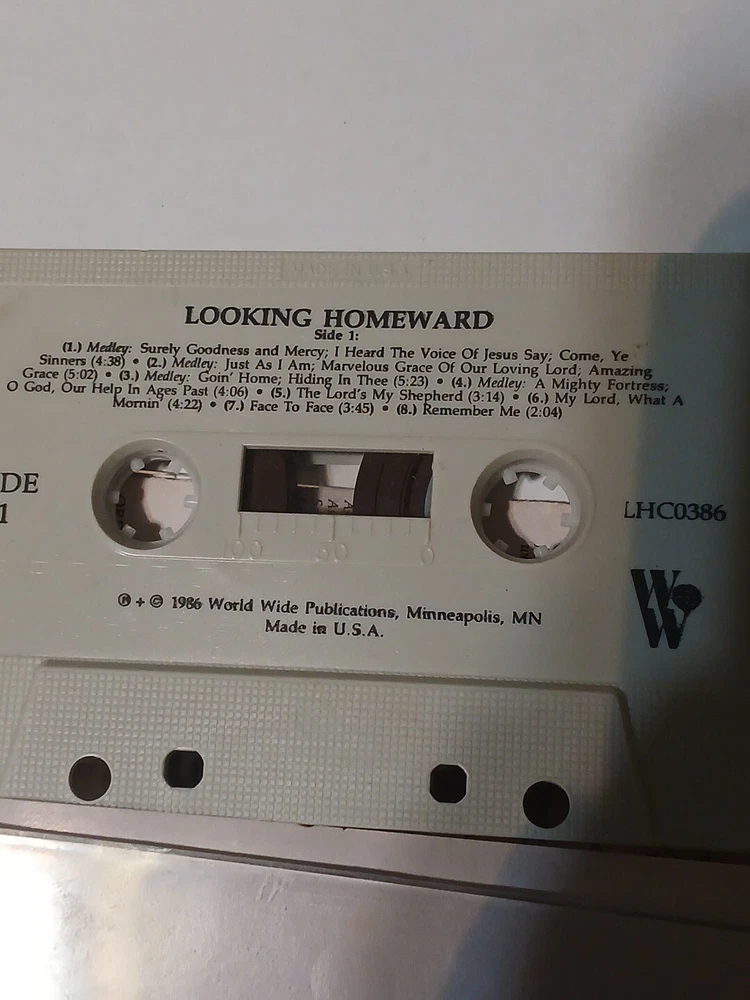 MADE IN U.S.A.
LOOKING HOMEWARD
Side 1:
(1.) Medley: Surely Goodness and Mercy; I Heard The Voice Of Jesus Say; Come, Ye
Sinners (4:38) • (2.) Medley: Just As I Am; Marvelous Grace Of Our Loving Lord; Amazing
Grace (5:02) • (3.) Medley: Goin' Home; Hiding In Thee (5:23) • (4.) Medley: A Mighty Fortress;
O God, Our Help In Ages Past (4:06) • (5.) The Lord's My Shepherd (3:14) • (6.) My Lord, What A
Mornin' (4:22) • (7.) Face To Face (3:45) • (8.) Remember Me (2:04)
DE
1
LHC0386
100 50 0
W
℗ + © 1986 World Wide Publications, Minneapolis, MN
Made in U.S.A.